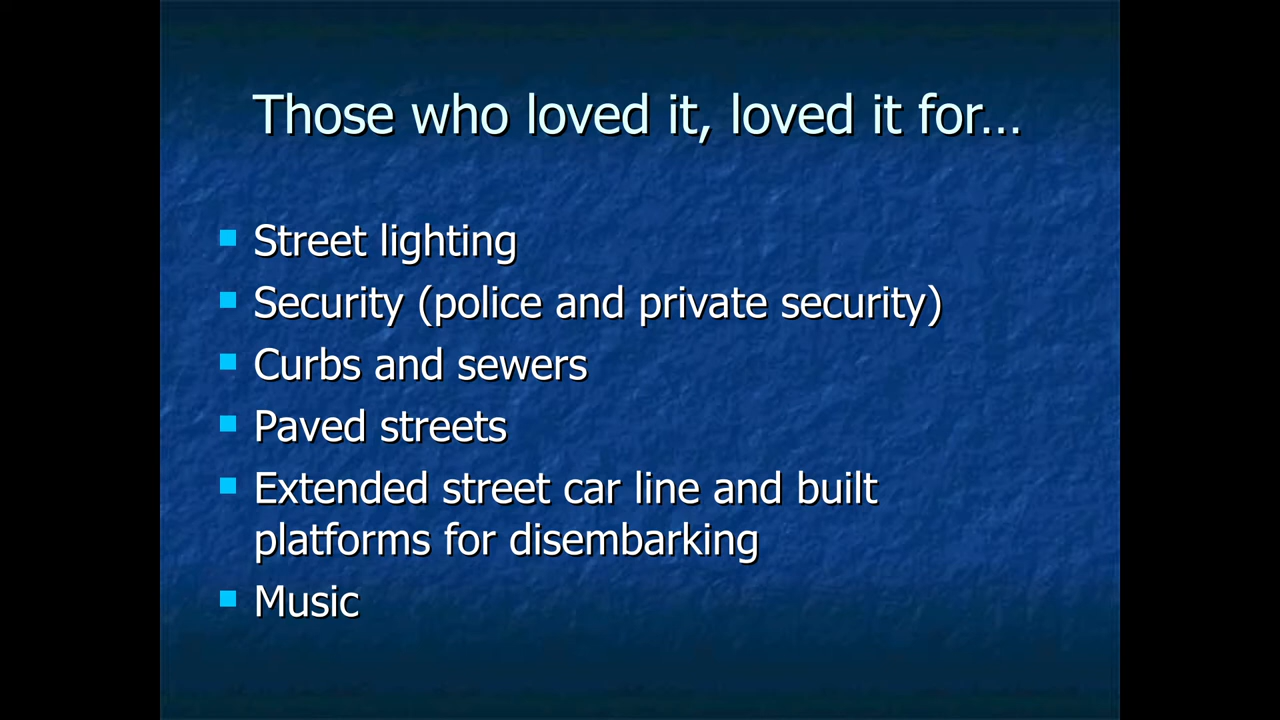 Those who loved it, loved it for...
Street lighting
Security (police and private security)
Curbs and sewers
Paved streets
Extended street car line and built
platforms for disembarking
Music